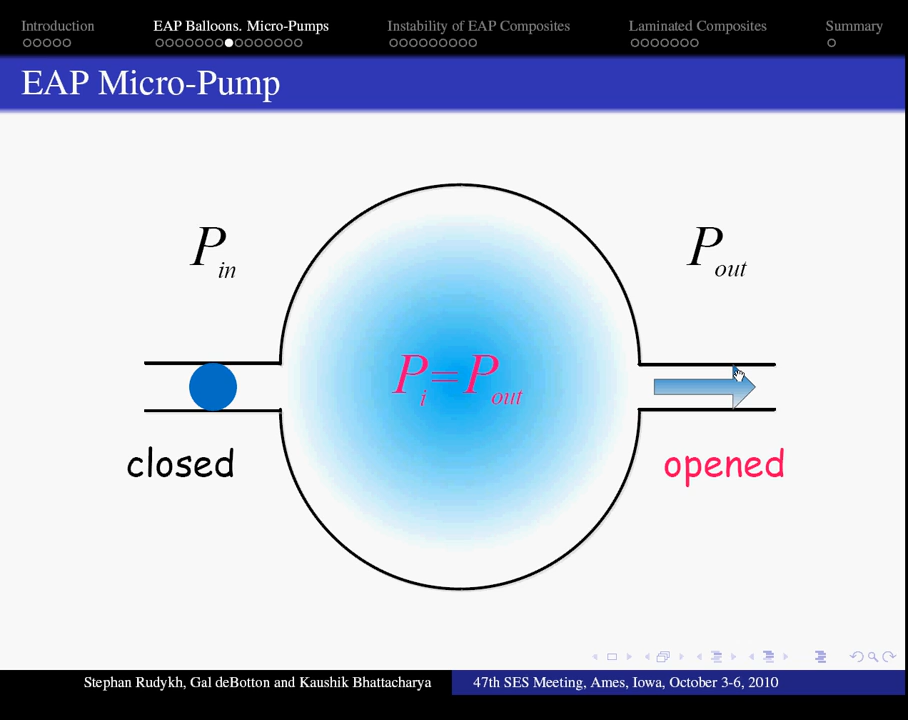 Introduction
EAP Balloons. Micro-Pumps
Instability of EAP Composites
Laminated Composites
Summary
EAP Micro-Pump
P_in
P_out
P_i=P_out
closed
opened
Stephan Rudykh, Gal deBotton and Kaushik Bhattacharya
47th SES Meeting, Ames, Iowa, October 3-6, 2010